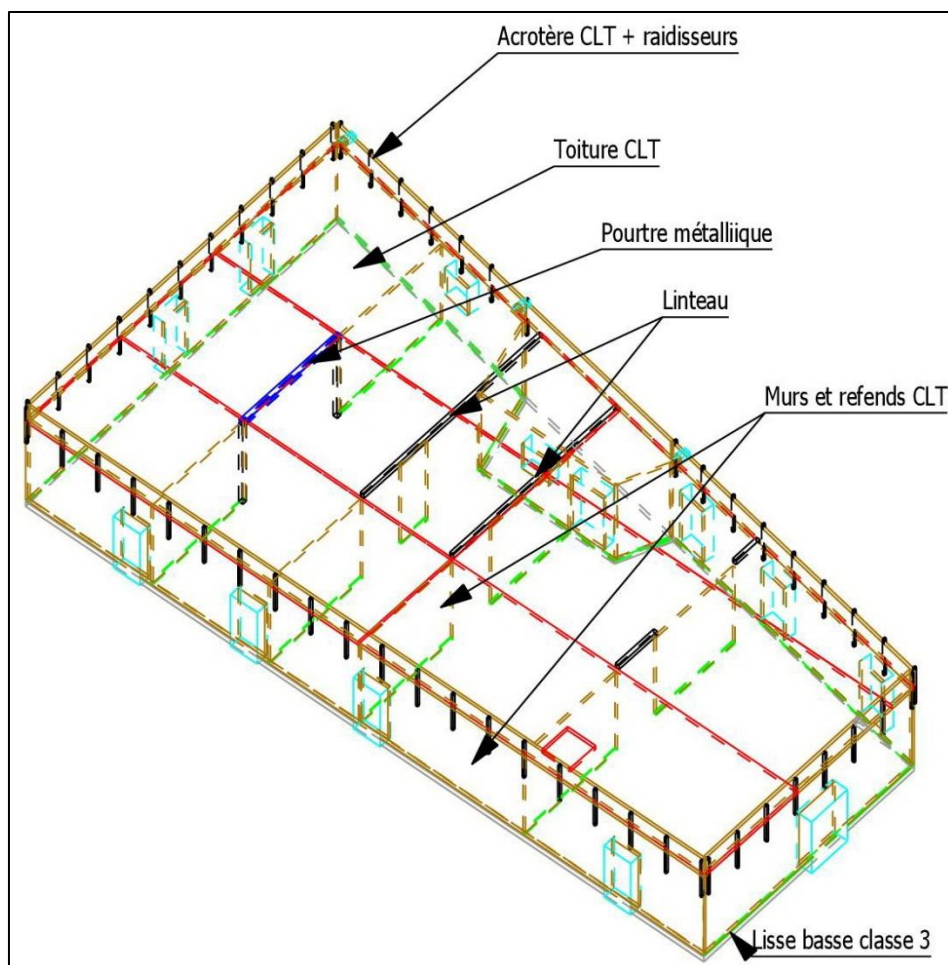 Acrotère CLT + raidisseurs
Toiture CLT
Pourtre métalliique
Linteau
Murs et refends CLT
Lisse basse classe 3